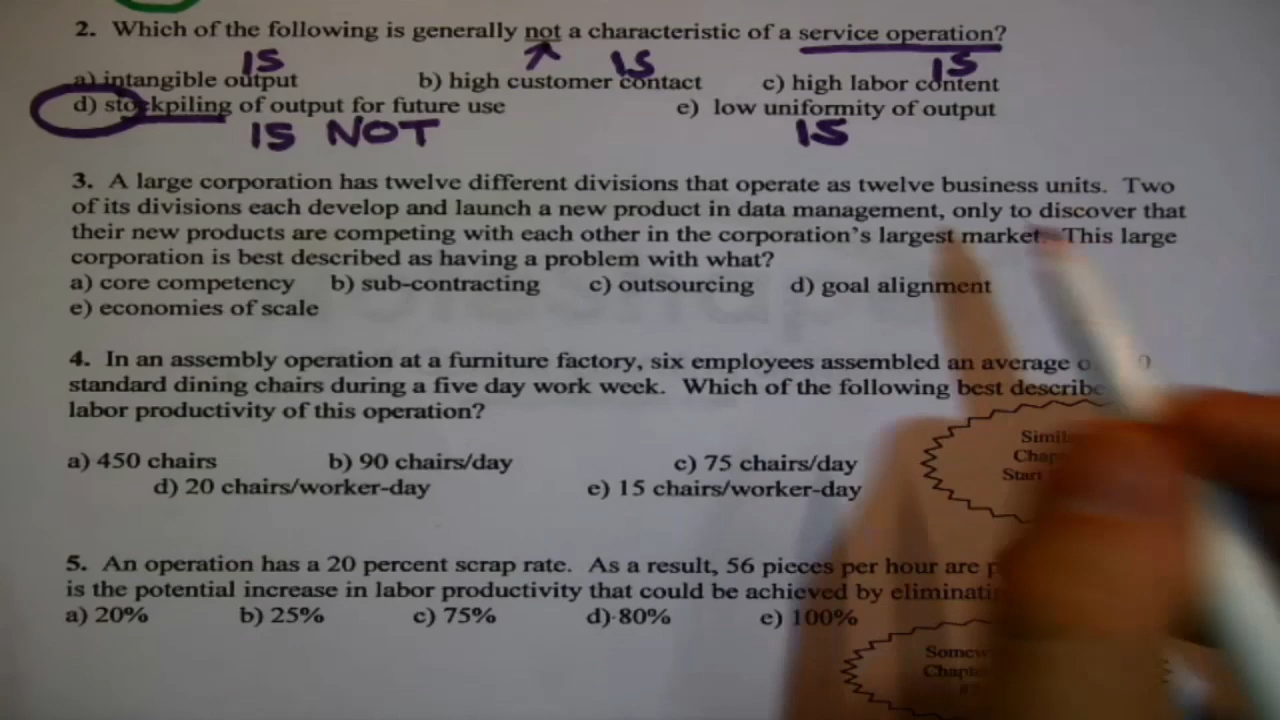 2. Which of the following is generally not a characteristic of a service operation?
IS IS IS
a) intangible output b) high customer contact c) high labor content
d) stockpiling of output for future use e) low uniformity of output
IS NOT IS
3. A large corporation has twelve different divisions that operate as twelve business units. Two
of its divisions each develop and launch a new product in data management, only to discover that
their new products are competing with each other in the corporation's largest market. This large
corporation is best described as having a problem with what?
a) core competency b) sub-contracting c) outsourcing d) goal alignment
e) economies of scale
4. In an assembly operation at a furniture factory, six employees assembled an average
standard dining chairs during a five day work week. Which of the following best
labor productivity of this operation?
a) 450 chairs b) 90 chairs/day c) 75 chairs/day
d) 20 chairs/worker-day e) 15 chairs/worker-day
Start
5. An operation has a 20 percent scrap rate. As a result, 56 pieces per hour are
is the potential increase in labor productivity that could be achieved by
a) 20% b) 25% c) 75% d) 80% e) 100%